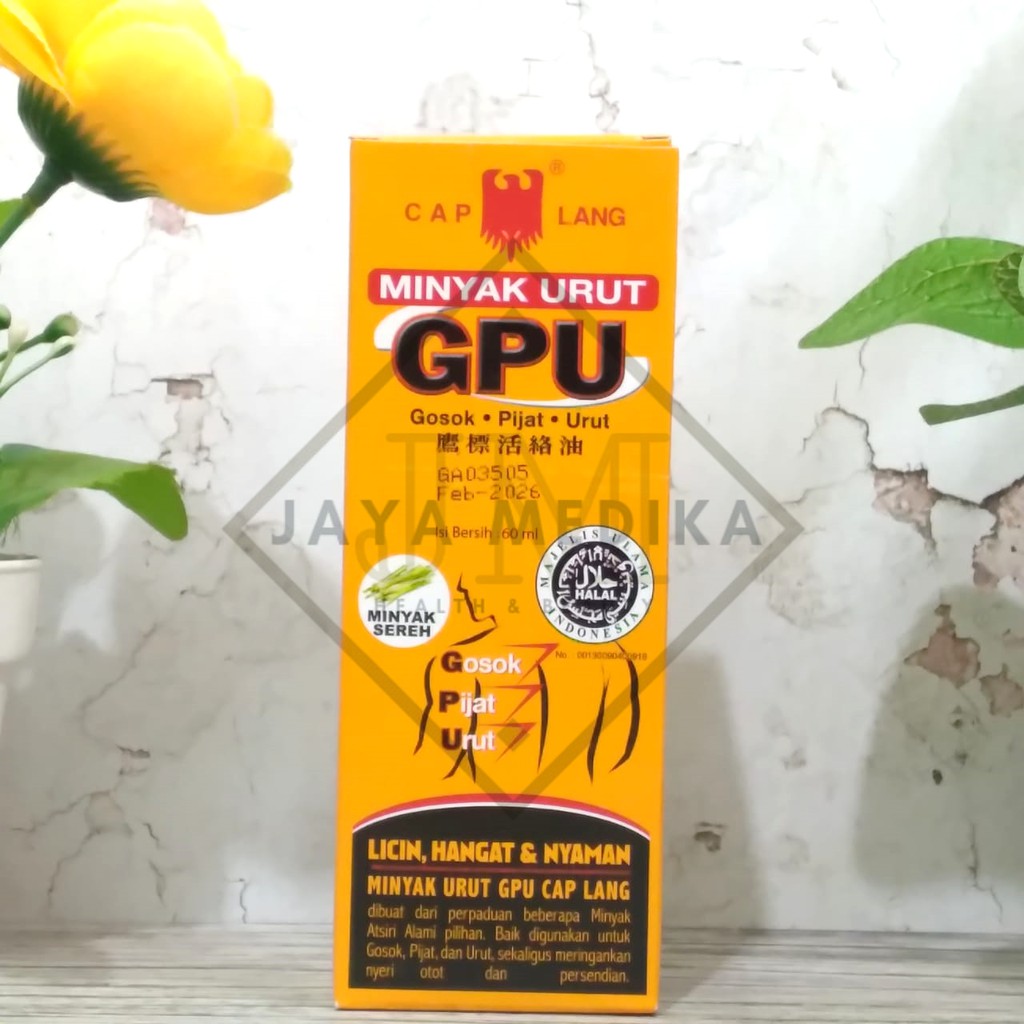 CAP LANG ®
MINYAK URUT
GPU
Gosok • Pijat • Urut
鷹標活絡油
GA03505
Feb-2026
JAYA MEDIKA
Isi Bersih : 60 ml
MAJELIS ULAMA
حلال
HALAL
INDONESIA
HEALTH &
MINYAK
SEREH
Gosok
Pijat
Urut
LICIN, HANGAT & NYAMAN
MINYAK URUT GPU CAP LANG
dibuat dari perpaduan beberapa Minyak
Atsiri Alami pilihan. Baik digunakan untuk
Gosok, Pijat, dan Urut, sekaligus meringankan
nyeri otot dan persendian.